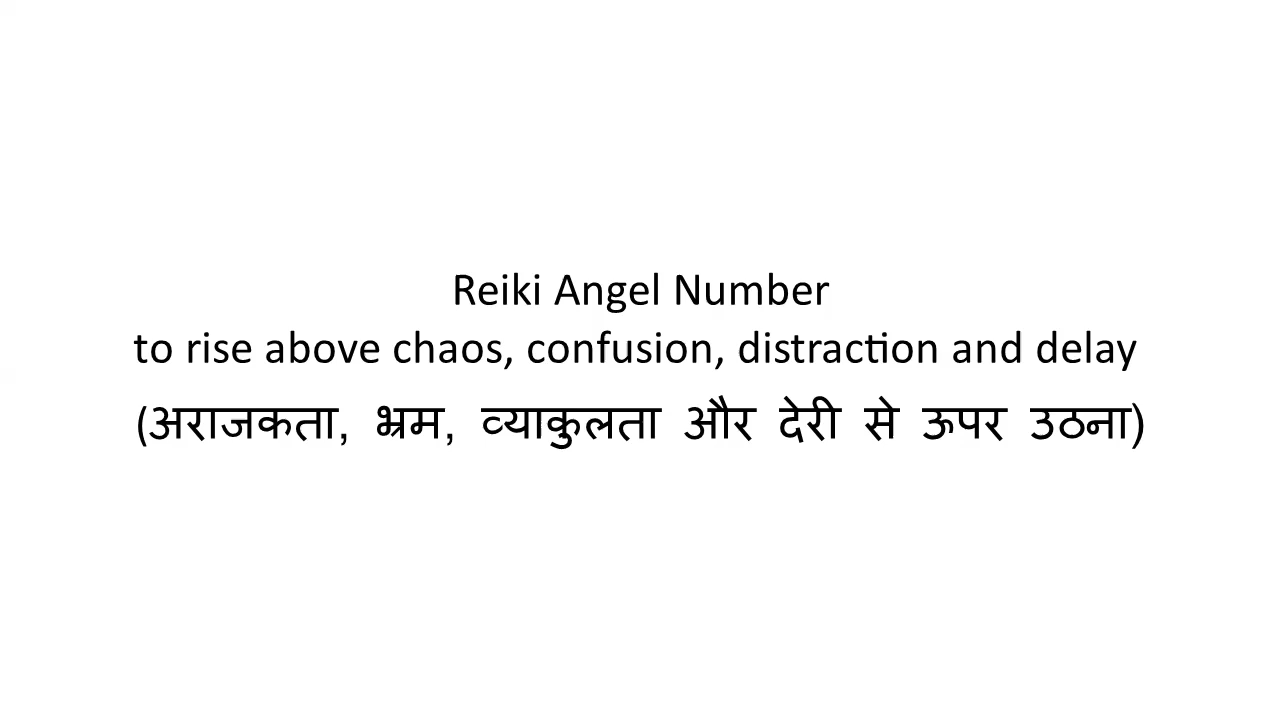 Reiki Angel Number
to rise above chaos, confusion, distraction and delay
(अराजकता, भ्रम, व्याकुलता और देरी से ऊपर उठना)